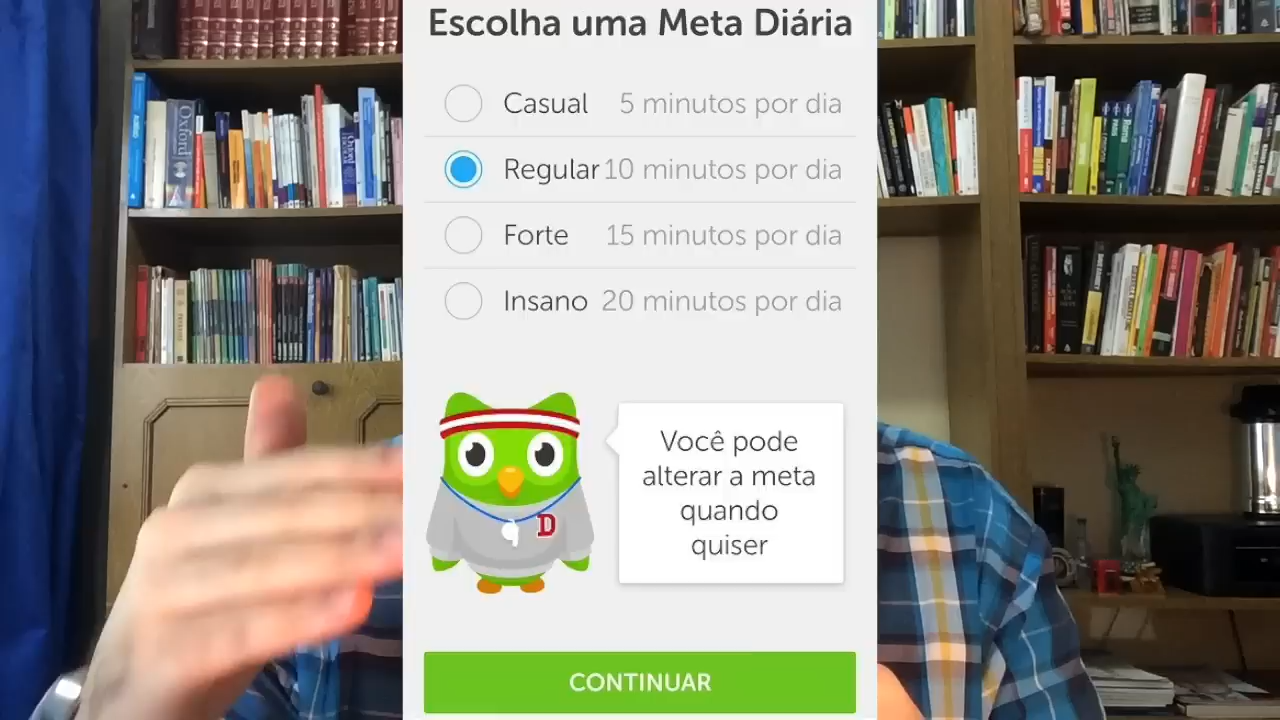 Escolha uma Meta Diária
Casual 5 minutos por dia
Regular 10 minutos por dia
Forte 15 minutos por dia
Insano 20 minutos por dia
Você pode
alterar a meta
quando
quiser
D
CONTINUAR
Oxford